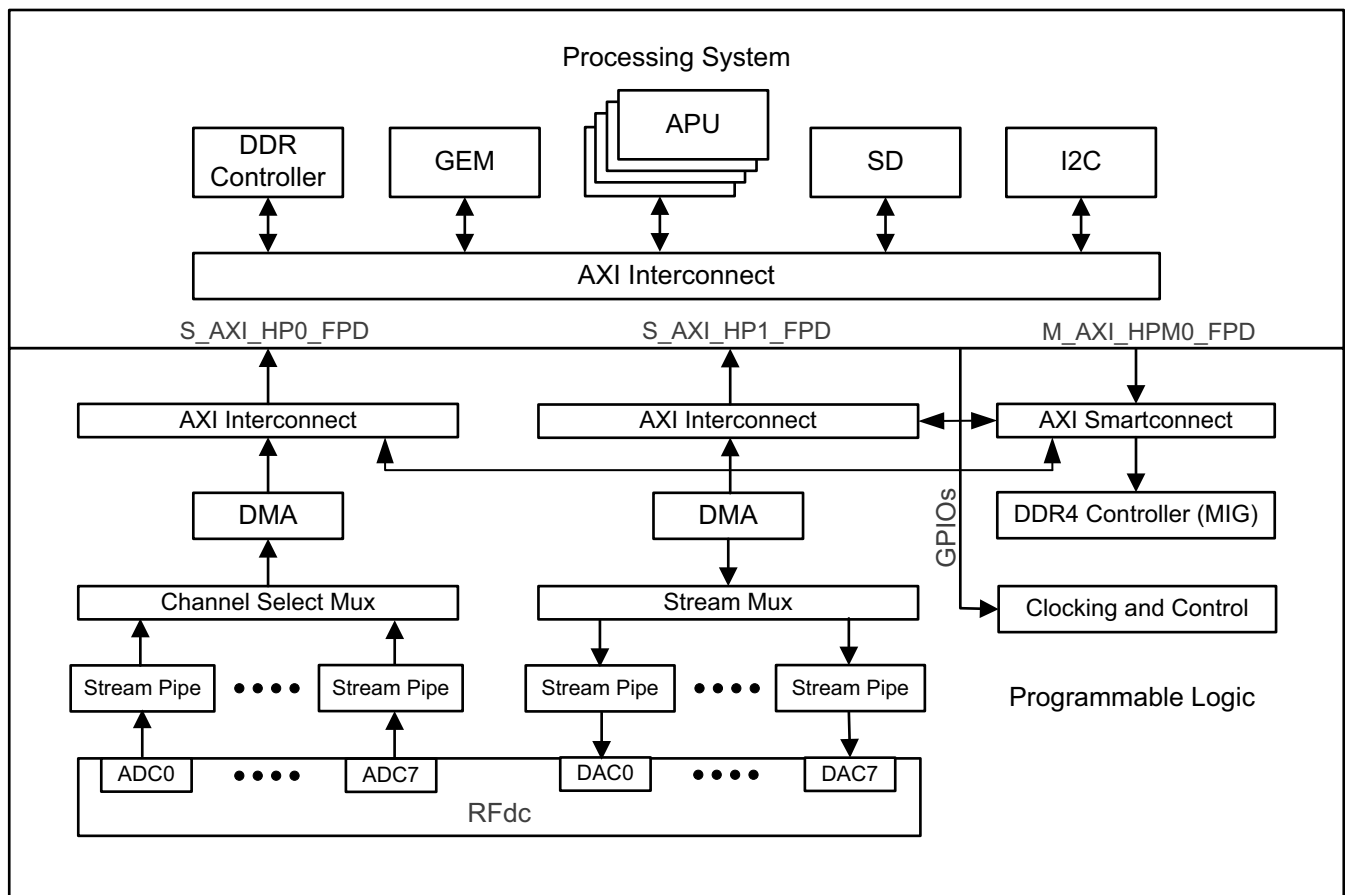 Processing System
DDR
Controller
GEM
APU
SD
I2C
AXI Interconnect
S_AXI_HP0_FPD
S_AXI_HP1_FPD
M_AXI_HPM0_FPD
AXI Interconnect
AXI Interconnect
AXI Smartconnect
DMA
DMA
GPIOs
DDR4 Controller (MIG)
Channel Select Mux
Stream Mux
Clocking and Control
Stream Pipe
Stream Pipe
Stream Pipe
Stream Pipe
Programmable Logic
ADC0
ADC7
DAC0
DAC7
RFdc